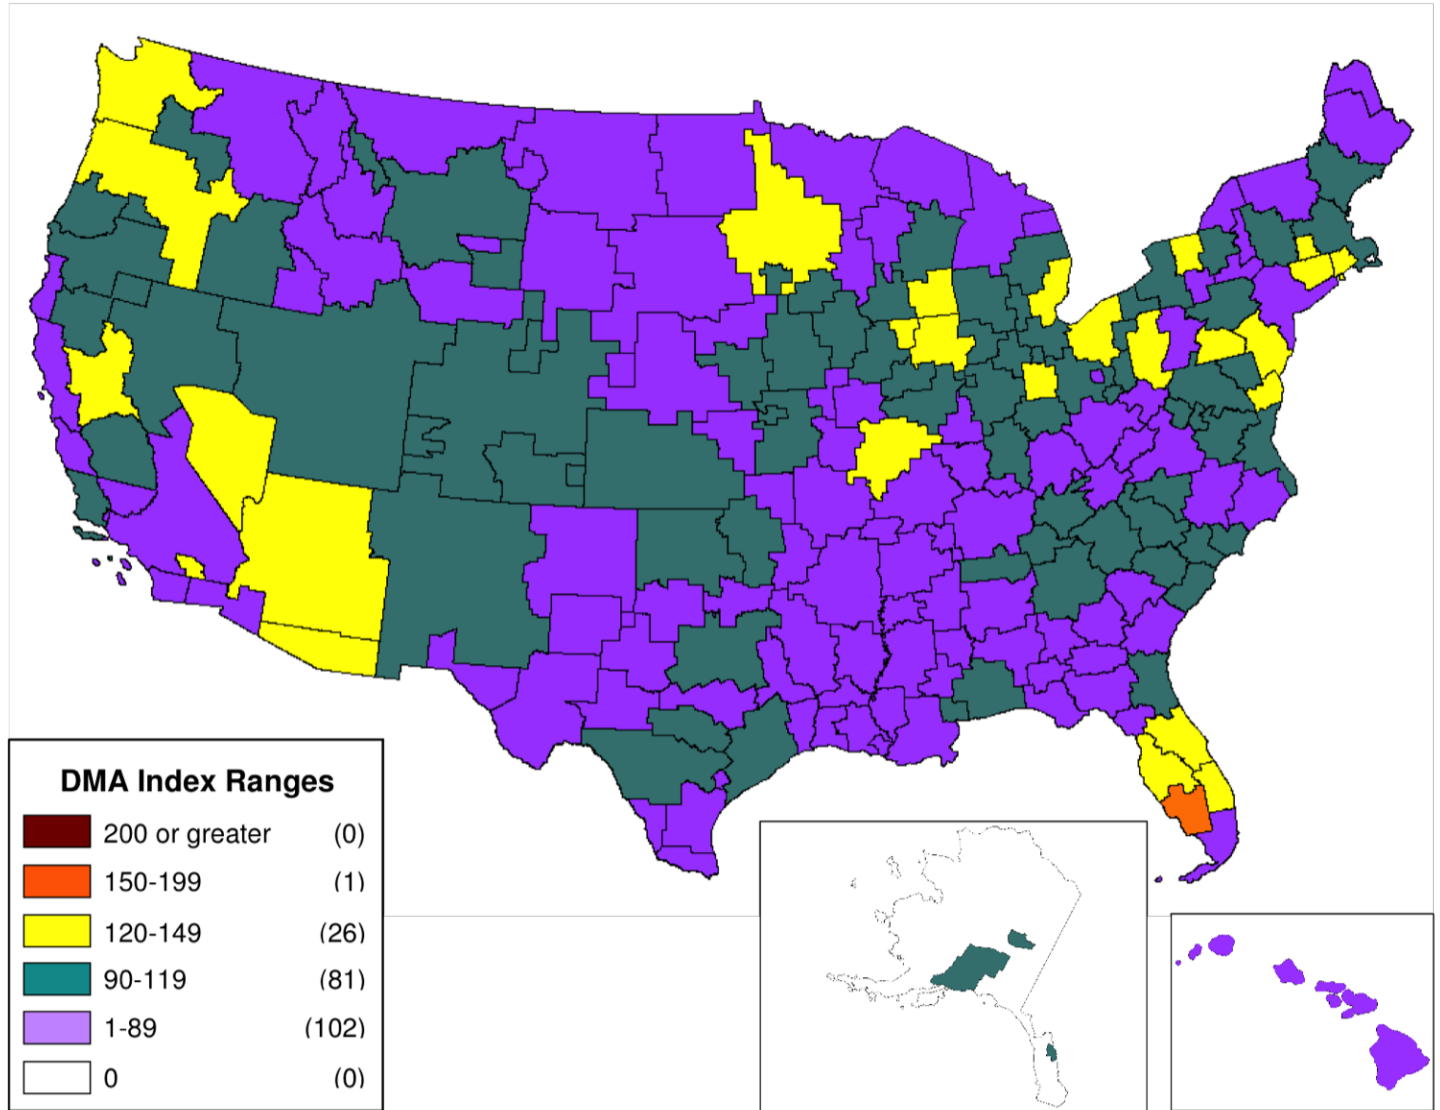 DMA Index Ranges
200 or greater (0)
150-199 (1)
120-149 (26)
90-119 (81)
1-89 (102)
0 (0)